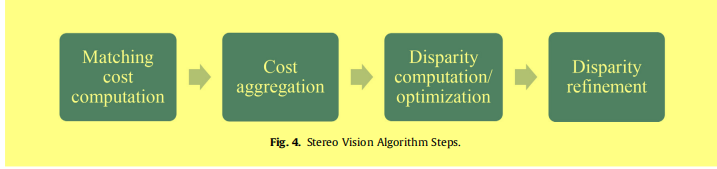 Matching
cost
computation
Cost
aggregation
Disparity
computation/
optimization
Disparity
refinement
Fig. 4. Stereo Vision Algorithm Steps.